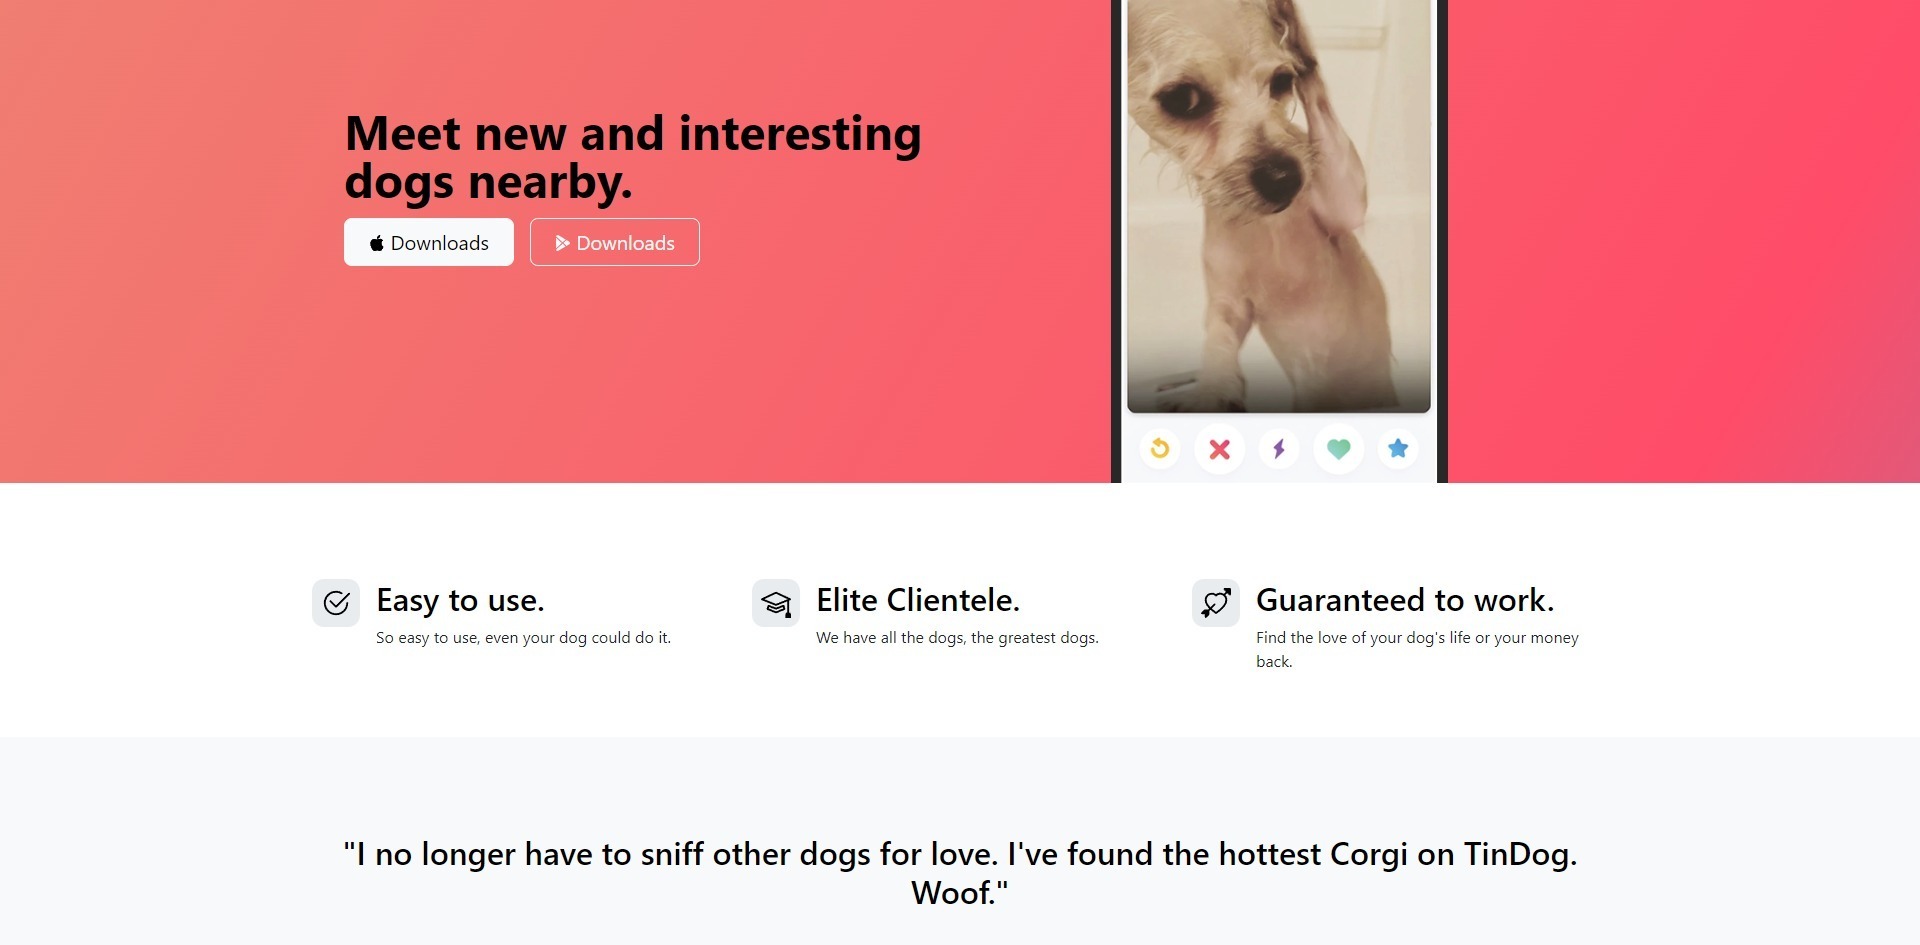 Meet new and interesting
dogs nearby.
Downloads
Downloads
Easy to use.
So easy to use, even your dog could do it.
Elite Clientele.
We have all the dogs, the greatest dogs.
Guaranteed to work.
Find the love of your dog's life or your money
back.
"I no longer have to sniff other dogs for love. I've found the hottest Corgi on TinDog.
Woof."